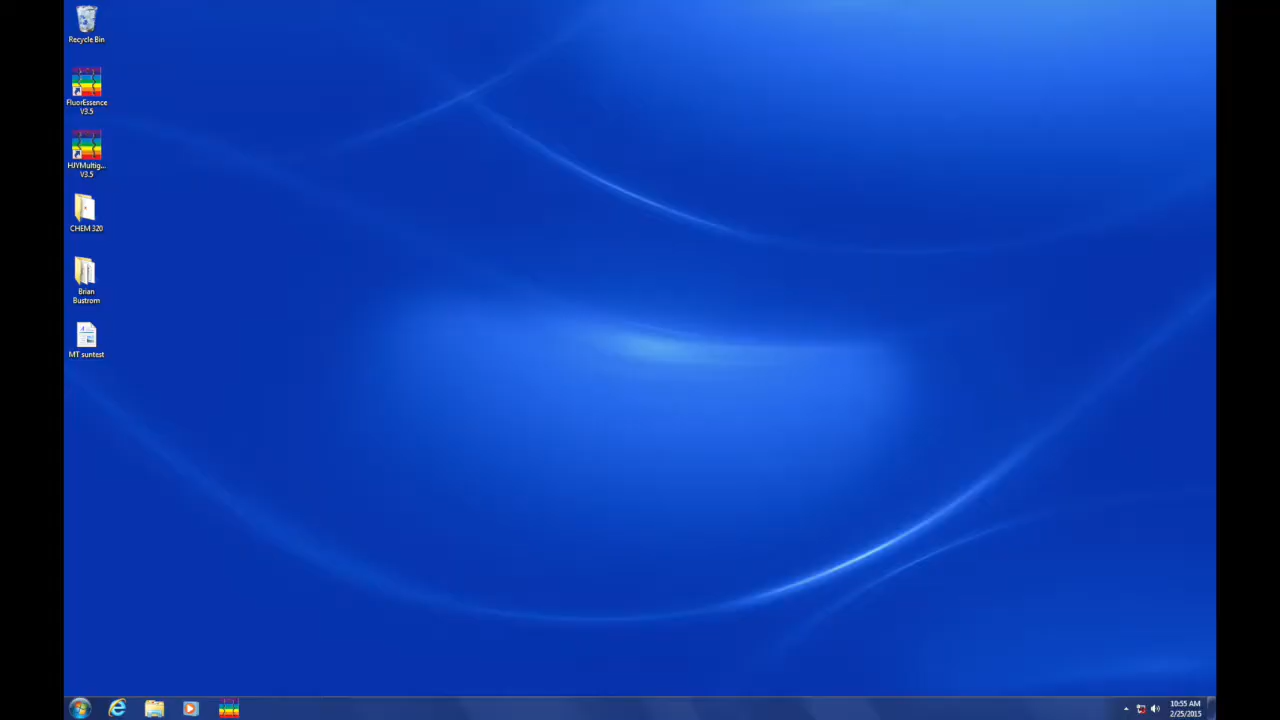 Recycle Bin
FluorEssence
V3.5
HJYMultig...
V3.5
CHEM 320
Brian
Bustrom
MT suntest
10:55 AM
2/25/2015